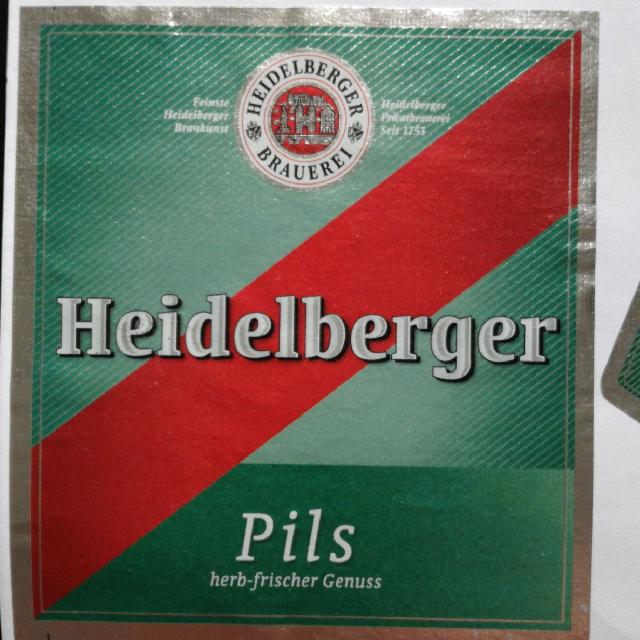 HEIDELBERGER
BRAUEREI
Feinste
Heidelberger
Braukunst
Heidelberger
Privatbrauerei
Seit 1753
Heidelberger
Pils
herb-frischer Genuss